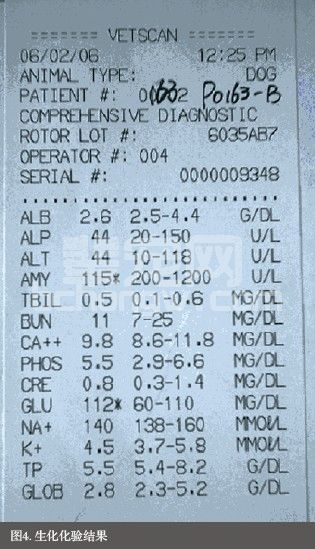 ======= VETSCAN =======
06/02/06 12:25 PM
ANIMAL TYPE: DOG
PATIENT #: P0163-B
COMPREHENSIVE DIAGNOSTIC
ROTOR LOT #: 6035AB7
OPERATOR #: 004
SERIAL #: 0000009348
ALB 2.6 2.5-4.4 G/DL
ALP 44 20-150 U/L
ALT 44 10-118 U/L
AMY 115* 200-1200 U/L
TBIL 0.5 0.1-0.6 MG/DL
BUN 11 7-25 MG/DL
CA++ 9.8 8.6-11.8 MG/DL
PHOS 5.5 2.9-6.6 MG/DL
CRE 0.8 0.3-1.4 MG/DL
GLU 112* 60-110 MG/DL
NA+ 140 138-160 MMOL/L
K+ 4.5 3.7-5.8 MMOL/L
TP 5.5 5.4-8.2 G/DL
GLOB 2.8 2.3-5.2 G/DL
图4. 生化化验结果